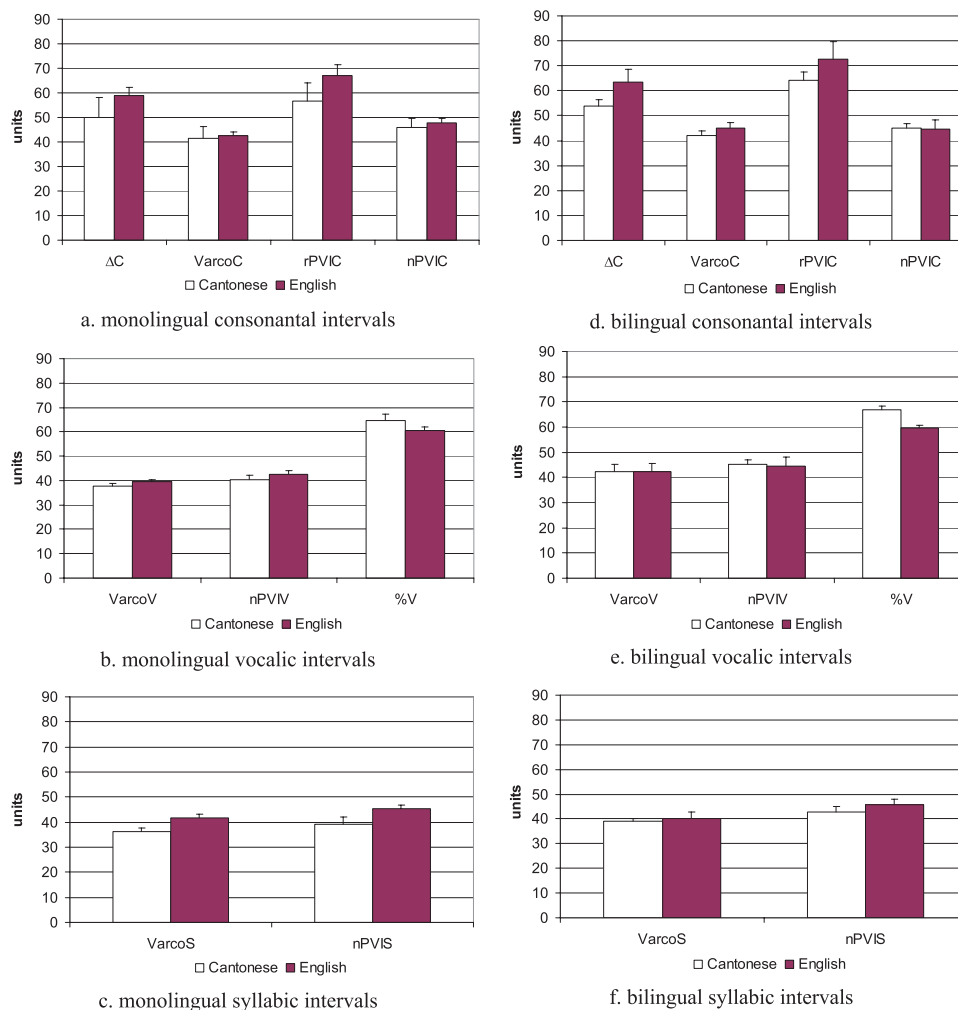 90
80
70
60
50
40
30
20
10
0
units
ΔC VarcoC rPVIC nPVIC
Cantonese English
a. monolingual consonantal intervals
90
80
70
60
50
40
30
20
10
0
units
ΔC VarcoC rPVIC nPVIC
Cantonese English
d. bilingual consonantal intervals
90
80
70
60
50
40
30
20
10
0
units
VarcoV nPVIV %V
Cantonese English
b. monolingual vocalic intervals
90
80
70
60
50
40
30
20
10
0
units
VarcoV nPVIV %V
Cantonese English
e. bilingual vocalic intervals
90
80
70
60
50
40
30
20
10
0
units
VarcoS nPVIS
Cantonese English
c. monolingual syllabic intervals
90
80
70
60
50
40
30
20
10
0
units
VarcoS nPVIS
Cantonese English
f. bilingual syllabic intervals